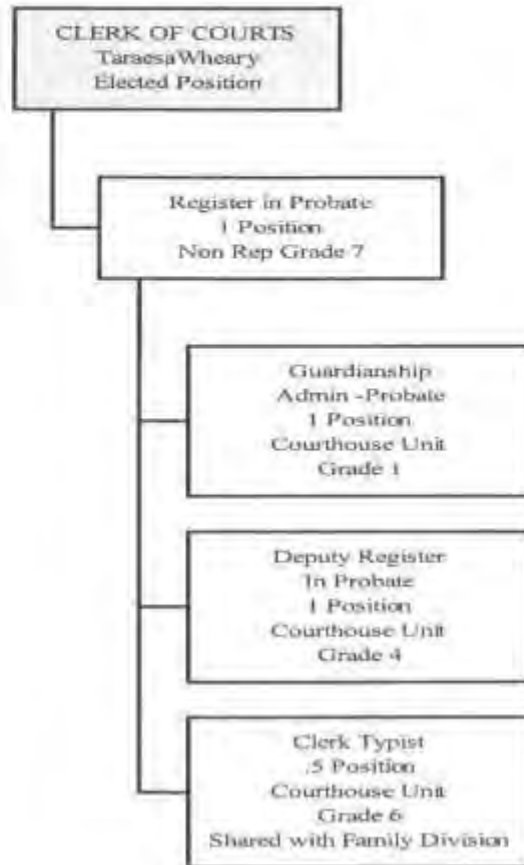 CLERK OF COURTS
TaraesaWheary
Elected Position
Register in Probate
1 Position
Non Rep Grade 7
Guardianship
Admin -Probate
1 Position
Courthouse Unit
Grade 1
Deputy Register
In Probate
1 Position
Courthouse Unit
Grade 4
Clerk Typist
.5 Position
Courthouse Unit
Grade 6
Shared with Family Division